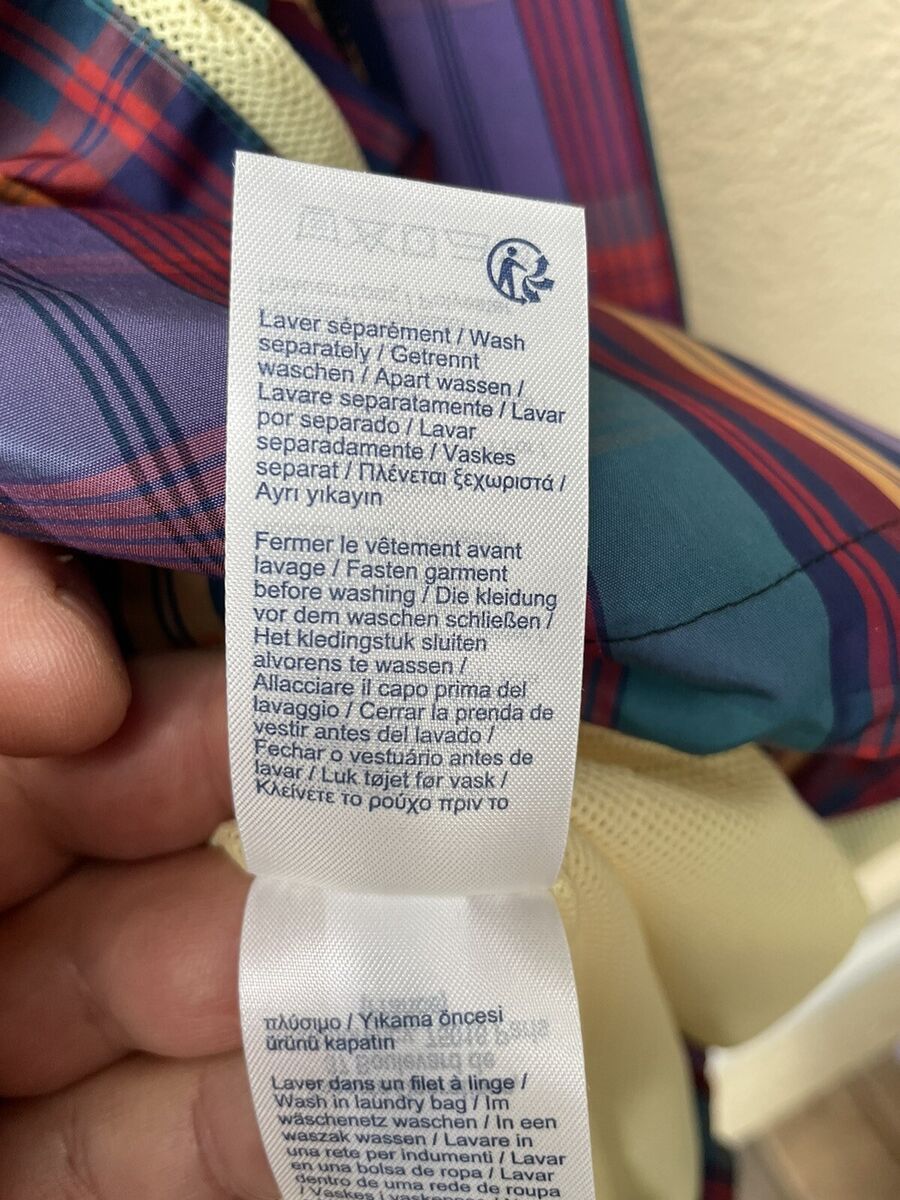 Laver séparément / Wash
separately / Getrennt
waschen / Apart wassen /
Lavare separatamente / Lavar
por separado / Lavar
separadamente / Vaskes
separat / Πλένεται ξεχωριστά /
Ayrı yıkayın
Fermer le vêtement avant
lavage / Fasten garment
before washing / Die kleidung
vor dem waschen schließen /
Het kledingstuk sluiten
alvorens te wassen /
Allacciare il capo prima del
lavaggio / Cerrar la prenda de
vestir antes del lavado /
Fechar o vestuário antes de
lavar / Luk tøjet før vask /
Κλείνετε το ρούχο πριν το
πλύσιμο / Yıkama öncesi
ürünü kapatın
Laver dans un filet à linge /
Wash in laundry bag / Im
wäschenetz waschen / In een
waszak wassen / Lavare in
una rete per indumenti / Lavar
en una bolsa de ropa / Lavar
dentro de uma rede de roupa
/ Vaskes i